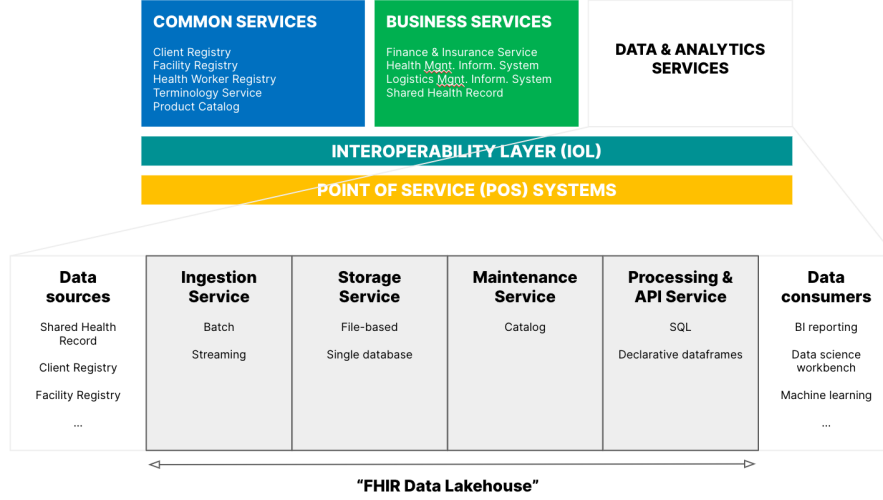 COMMON SERVICES
Client Registry
Facility Registry
Health Worker Registry
Terminology Service
Product Catalog
BUSINESS SERVICES
Finance & Insurance Service
Health Mgnt. Inform. System
Logistics Mgnt. Inform. System
Shared Health Record
DATA & ANALYTICS
SERVICES
INTEROPERABILITY LAYER (IOL)
POINT OF SERVICE (POS) SYSTEMS
Data
sources
Shared Health
Record
Client Registry
Facility Registry
...
Ingestion
Service
Batch
Streaming
Storage
Service
File-based
Single database
Maintenance
Service
Catalog
Processing &
API Service
SQL
Declarative dataframes
Data
consumers
BI reporting
Data science
workbench
Machine learning
...
“FHIR Data Lakehouse”